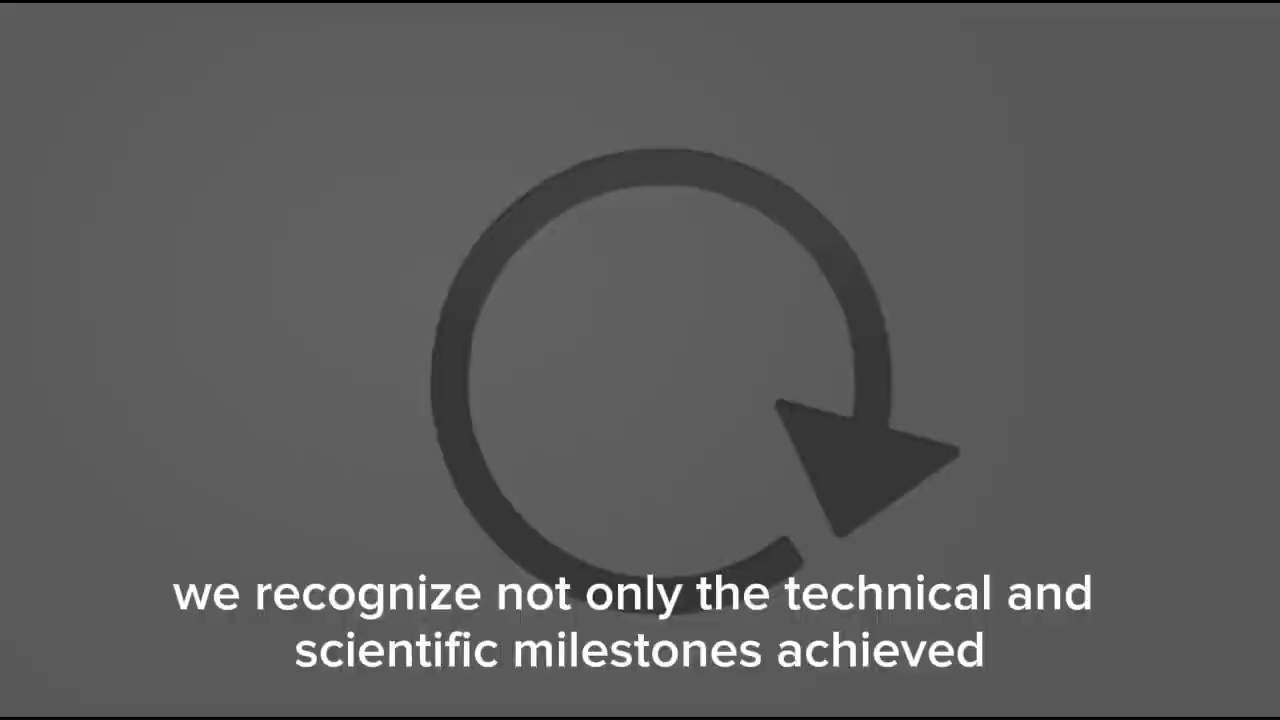 we recognize not only the technical and
scientific milestones achieved